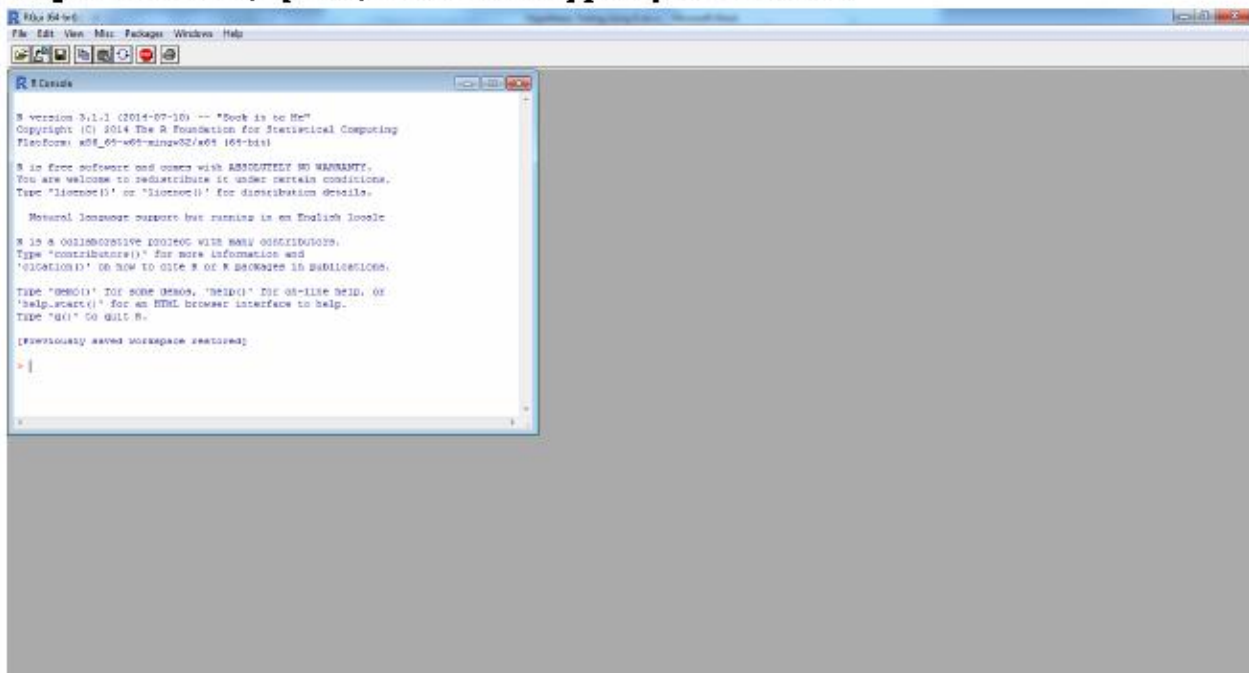 RGui (64-bit)
File Edit View Misc Packages Windows Help
R Console
R version 3.1.1 (2014-07-10) -- "Sock it to Me"
Copyright (C) 2014 The R Foundation for Statistical Computing
Platform: x86_64-w64-mingw32/x64 (64-bit)
R is free software and comes with ABSOLUTELY NO WARRANTY.
You are welcome to redistribute it under certain conditions.
Type 'license()' or 'licence()' for distribution details.
Natural language support but running in an English locale
R is a collaborative project with many contributors.
Type 'contributors()' for more information and
'citation()' on how to cite R or R packages in publications.
Type 'demo()' for some demos, 'help()' for on-line help, or
'help.start()' for an HTML browser interface to help.
Type 'q()' to quit R.
[Previously saved workspace restored]
>